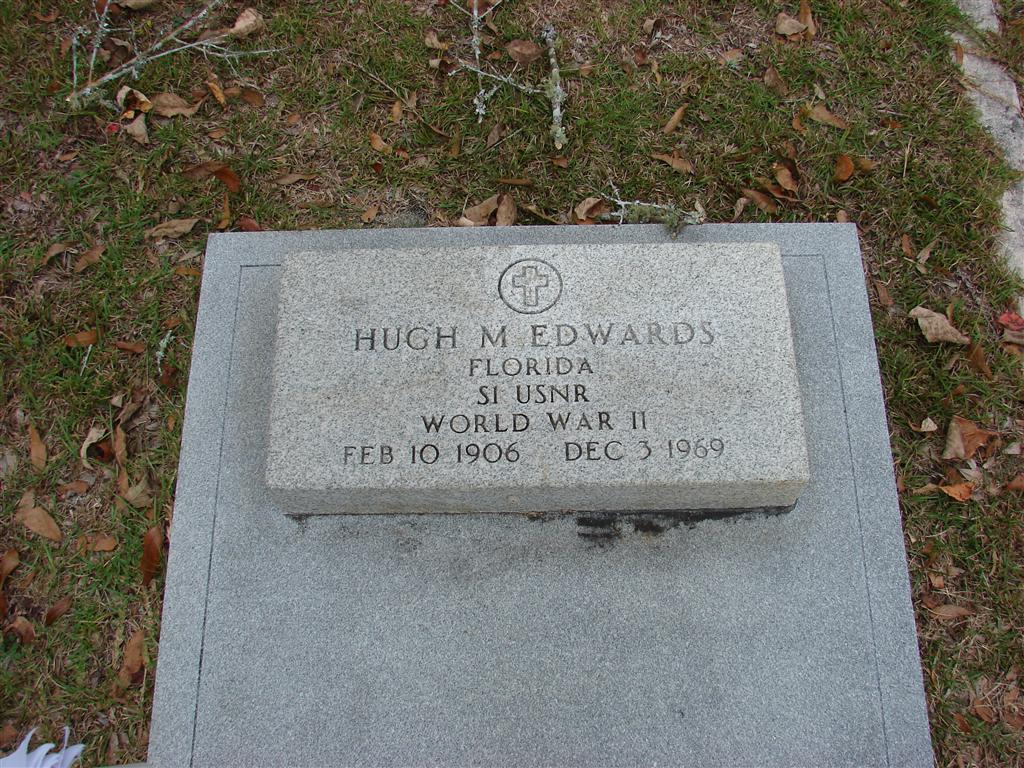 HUGH M EDWARDS
FLORIDA
S1 USNR
WORLD WAR II
FEB 10 1906 DEC 3 1969